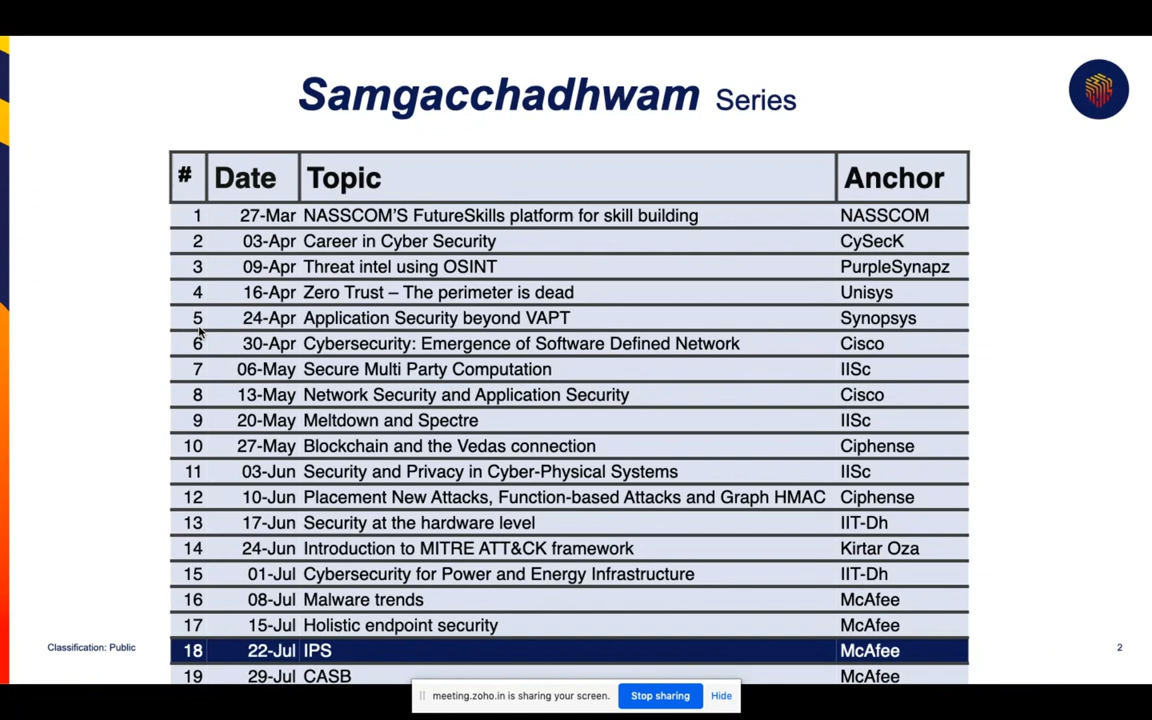 Samgacchadhwam Series
# Date Topic Anchor
1 27-Mar NASSCOM'S FutureSkills platform for skill building NASSCOM
2 03-Apr Career in Cyber Security CySecK
3 09-Apr Threat intel using OSINT PurpleSynapz
4 16-Apr Zero Trust – The perimeter is dead Unisys
5 24-Apr Application Security beyond VAPT Synopsys
6 30-Apr Cybersecurity: Emergence of Software Defined Network Cisco
7 06-May Secure Multi Party Computation IISc
8 13-May Network Security and Application Security Cisco
9 20-May Meltdown and Spectre IISc
10 27-May Blockchain and the Vedas connection Ciphense
11 03-Jun Security and Privacy in Cyber-Physical Systems IISc
12 10-Jun Placement New Attacks, Function-based Attacks and Graph HMAC Ciphense
13 17-Jun Security at the hardware level IIT-Dh
14 24-Jun Introduction to MITRE ATT&CK framework Kirtar Oza
15 01-Jul Cybersecurity for Power and Energy Infrastructure IIT-Dh
16 08-Jul Malware trends McAfee
17 15-Jul Holistic endpoint security McAfee
18 22-Jul IPS McAfee
19 29-Jul CASB McAfee
Classification: Public
2
meeting.zoho.in is sharing your screen. Stop sharing Hide